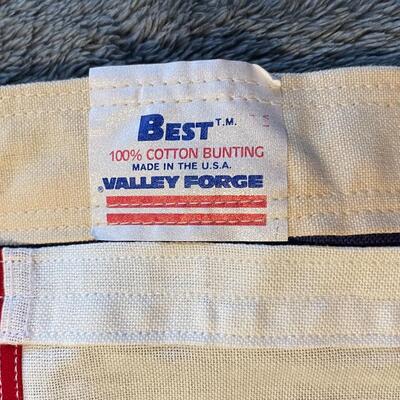 BEST T.M.
100% COTTON BUNTING
MADE IN THE U.S.A.
® VALLEY FORGE